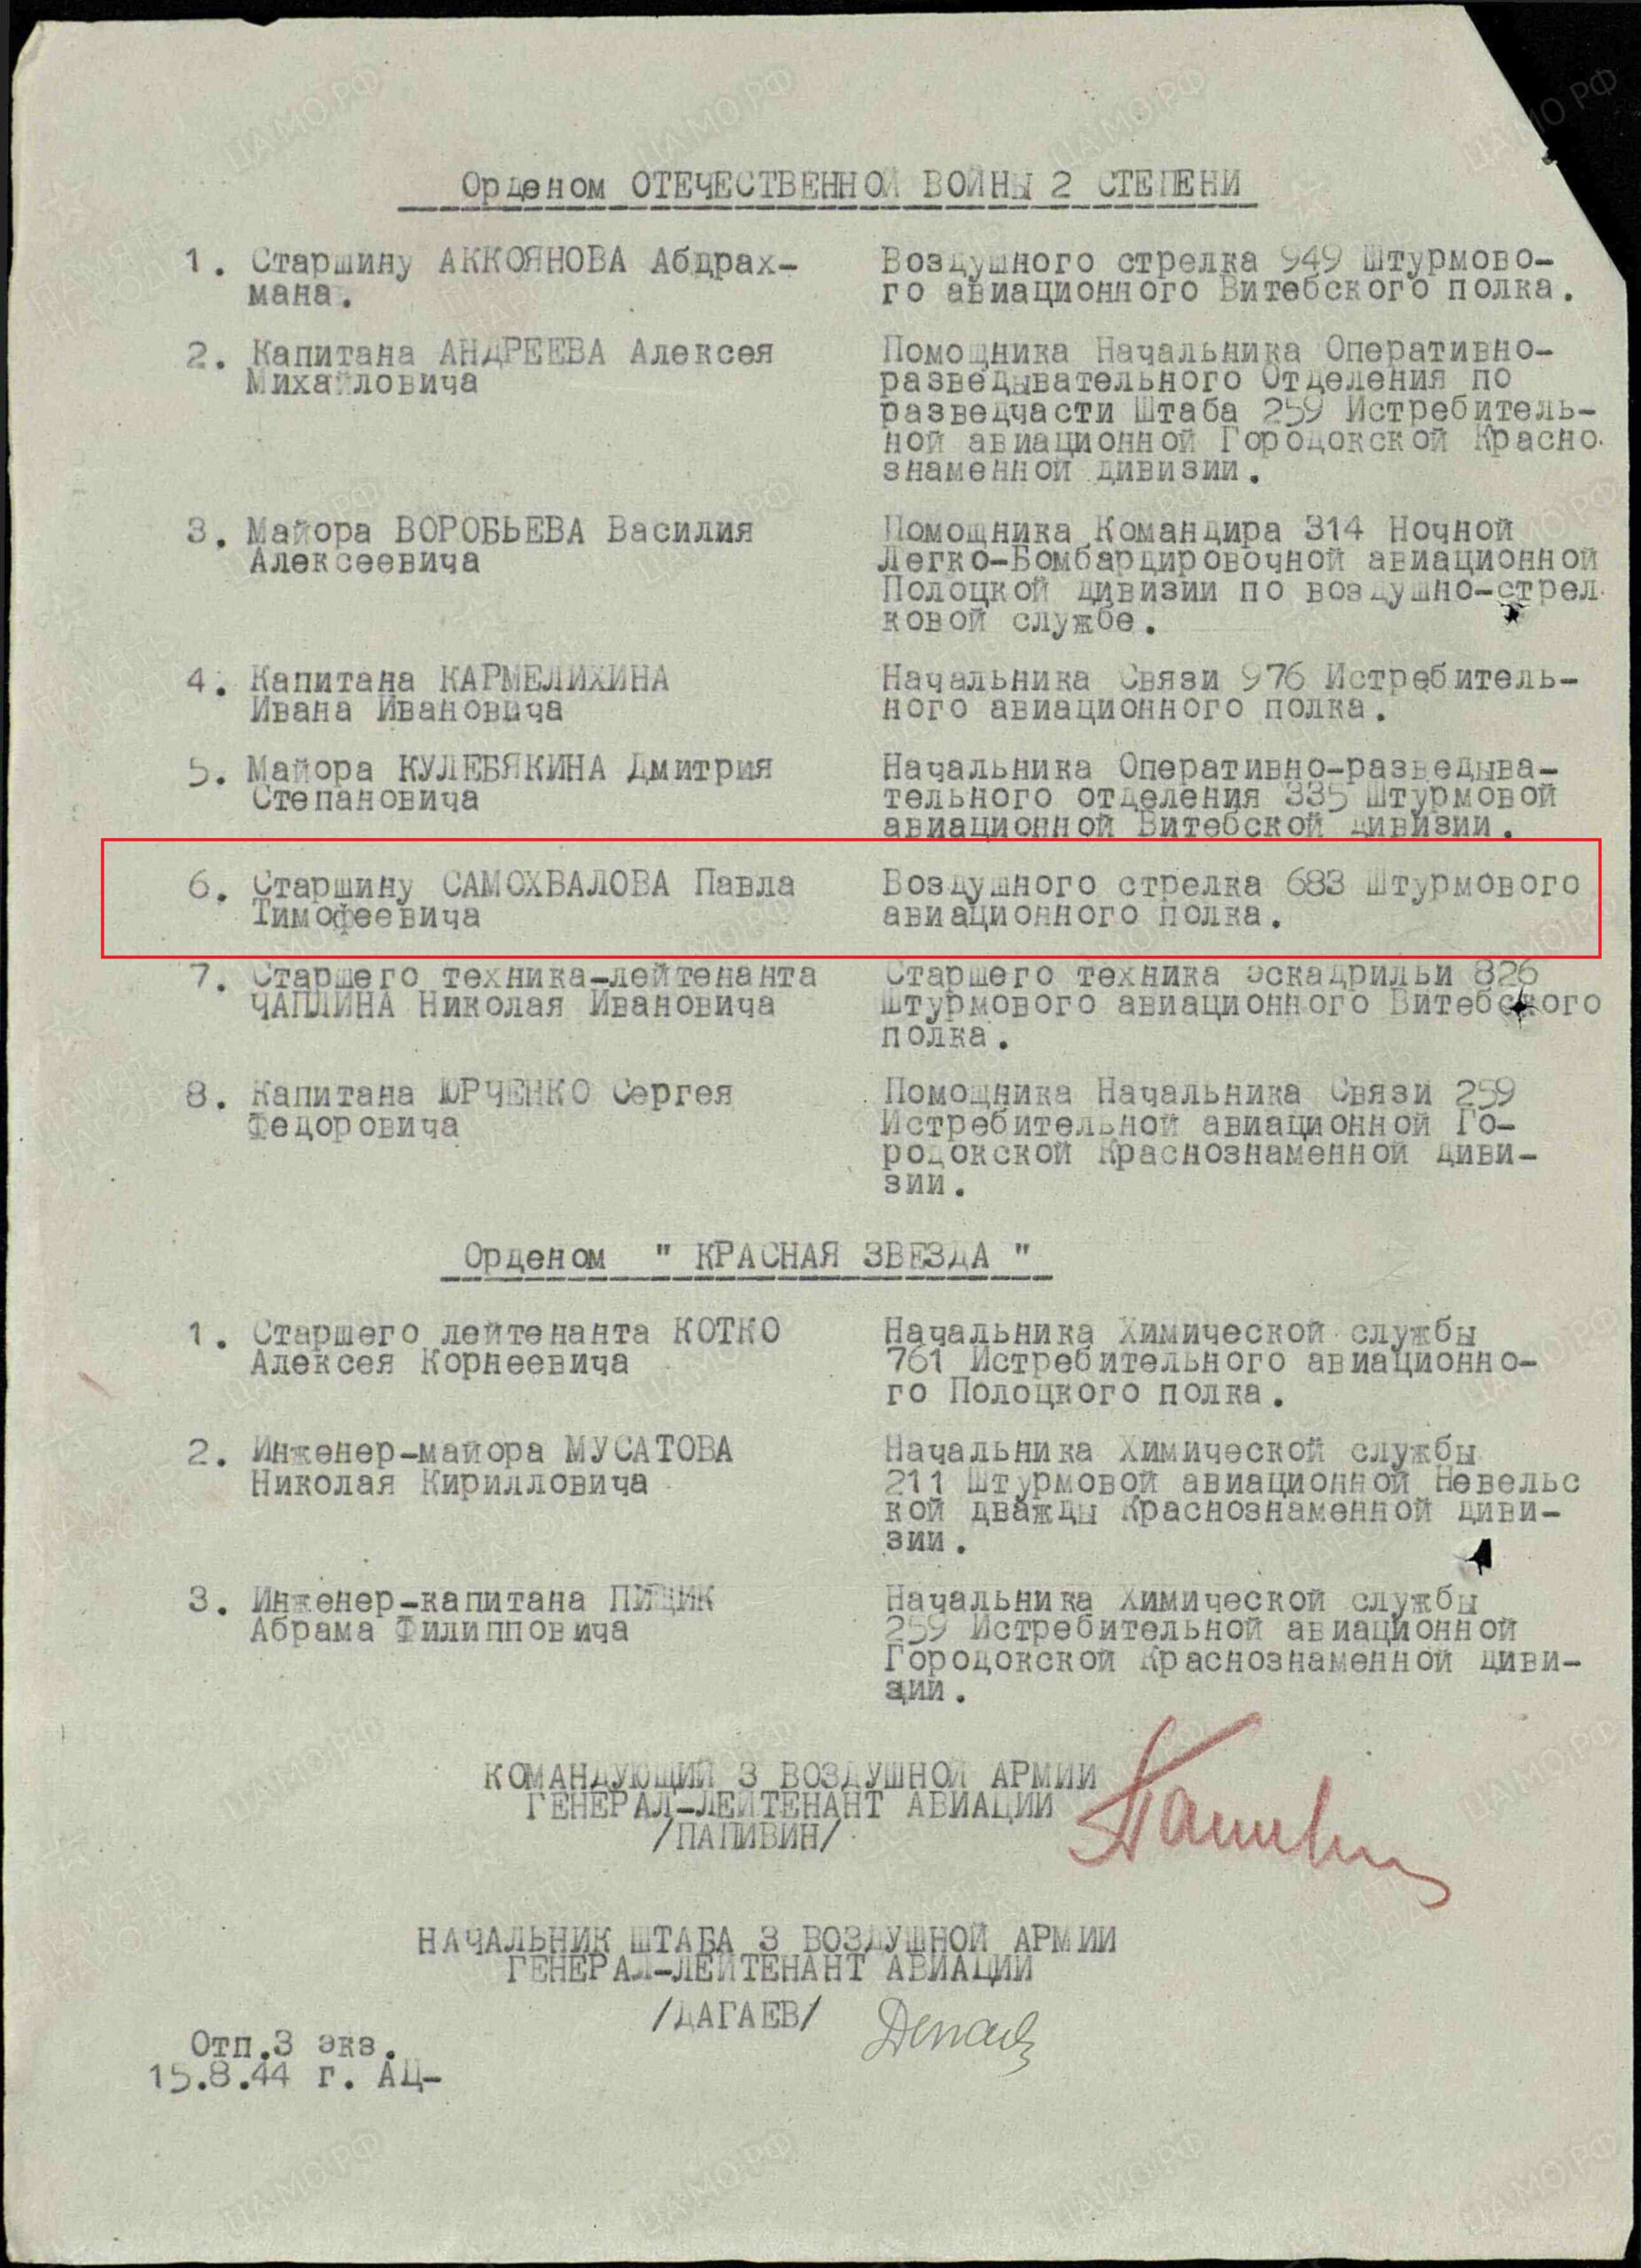 Орденом ОТЕЧЕСТВЕННОЙ ВОЙНЫ 2 СТЕПЕНИ
1. Старшину АККОЯНОВА Абдрах-
мана.
Воздушного стрелка 949 Штурмово-
го авиационного Витебского полка.
2. Капитана АНДРЕЕВА Алексея
Михайловича
Помощника Начальника Оперативно-
разведывательного Отделения по
разведчасти Штаба 259 Истребитель-
ной авиационной Городокской Красно-
знаменной дивизии.
3. Майора ВОРОБЬЕВА Василия
Алексеевича
Помощника Командира 314 Ночной
Легко-Бомбардировочной авиационной
Полоцкой дивизии по воздушно-стрел-
ковой службе.
4. Капитана КАРМЕЛИХИНА
Ивана Ивановича
Начальника Связи 976 Истребитель-
ного авиационного полка.
5. Майора КУЛЕБЯКИНА Дмитрия
Степановича
Начальника Оперативно-разведыва-
тельного отделения 335 Штурмовой
авиационной Витебской дивизии.
6. Старшину САМОХВАЛОВА Павла
Тимофеевича
Воздушного стрелка 683 Штурмового
авиационного полка.
7. Старшего техника-лейтенанта
ЧАПЛИНА Николая Ивановича
Старшего техника эскадрильи 826
Штурмового авиационного Витебского
полка.
8. Капитана ЮРЧЕНКО Сергея
Федоровича
Помощника Начальника Связи 259
Истребительной авиационной Го-
родокской Краснознаменной диви-
зии.
Орденом " КРАСНАЯ ЗВЕЗДА "
1. Старшего лейтенанта КОТКО
Алексея Корнеевича
Начальника Химической службы
761 Истребительного авиационно-
го Полоцкого полка.
2. Инженер-майора МУСАТОВА
Николая Кирилловича
Начальника Химической службы
211 Штурмовой авиационной Невельс
кой дважды Краснознаменной диви-
зии.
3. Инженер-капитана ПИЩИК
Абрама Филипповича
Начальника Химической службы
259 Истребительной авиационной
Городокской Краснознаменной диви-
зии.
КОМАНДУЮЩИЙ 3 ВОЗДУШНОЙ АРМИИ
ГЕНЕРАЛ-ЛЕЙТЕНАНТ АВИАЦИИ
/ПАПИВИН/
НАЧАЛЬНИК ШТАБА 3 ВОЗДУШНОЙ АРМИИ
ГЕНЕРАЛ-ЛЕЙТЕНАНТ АВИАЦИИ
/ДАГАЕВ/
Отп.3 экз.
15.8.44 г. АЦ-
ЦАМО.РФ